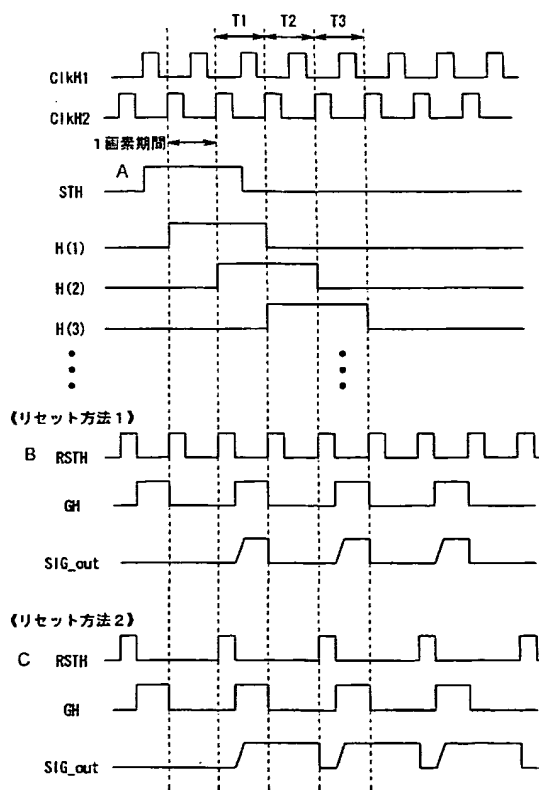 T1 T2 T3
ClkH1
ClkH2
1画素期間
A
STH
H(1)
H(2)
H(3)
《リセット方法1》
B RSTH
GH
SIG_out
《リセット方法2》
C RSTH
GH
SIG_out